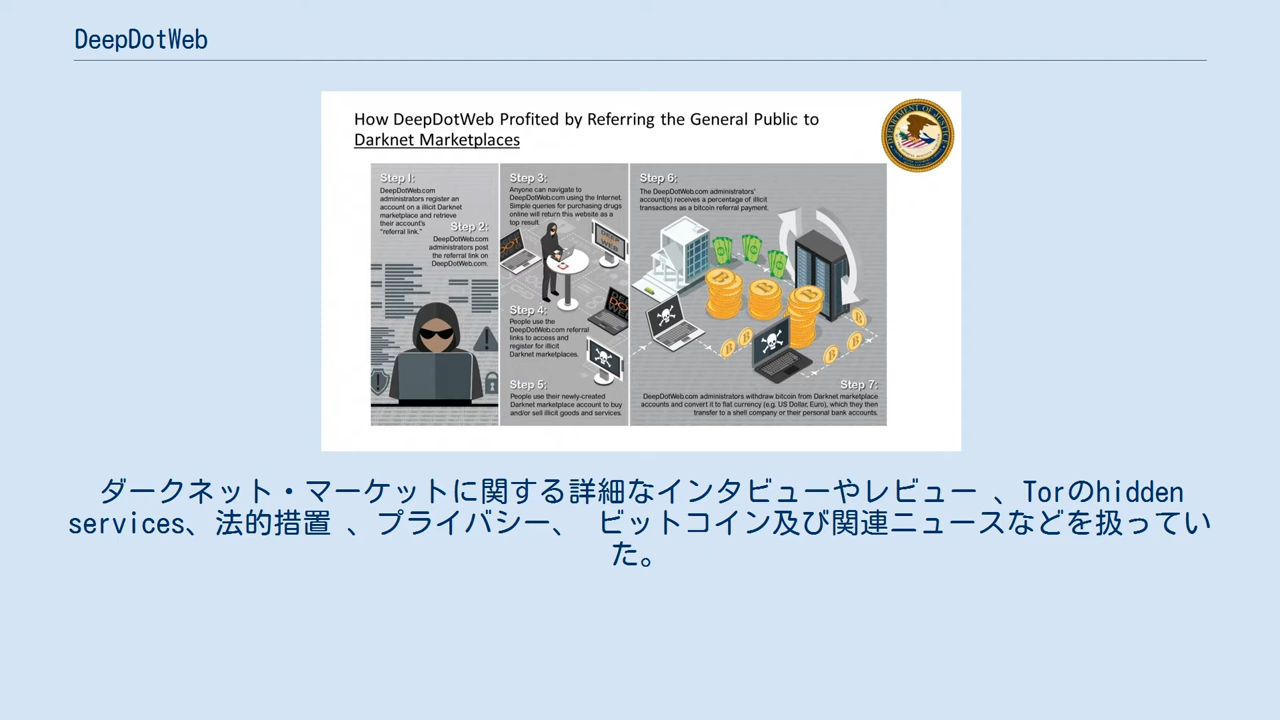 DeepDotWeb
How DeepDotWeb Profited by Referring the General Public to
Darknet Marketplaces
Step 1:
DeepDotWeb.com
administrators register an
account on a illicit Darknet
marketplace and retrieve
their account's
"referral link."
Step 2:
DeepDotWeb.com
administrators post
the referral link on
DeepDotWeb.com.
Step 3:
Anyone can navigate to
DeepDotWeb.com using the Internet.
Simple queries for purchasing drugs
online will return this website as a
top result.
Step 4:
People use the
DeepDotWeb.com referral
links to access and
register for illicit
Darknet marketplaces.
Step 5:
People use their newly-created
Darknet marketplace account to buy
and/or sell illicit goods and services.
Step 6:
The DeepDotWeb.com administrators'
account(s) receives a percentage of illicit
transactions as a bitcoin referral payment.
Step 7:
DeepDotWeb.com administrators withdraw bitcoin from Darknet marketplace
accounts and convert it to fiat currency (e.g. US Dollar, Euro), which they then
transfer to a shell company or their personal bank accounts.
ダークネット・マーケットに関する詳細なインタビューやレビュー 、Torのhidden
services、法的措置 、プライバシー、 ビットコイン及び関連ニュースなどを扱ってい
た。